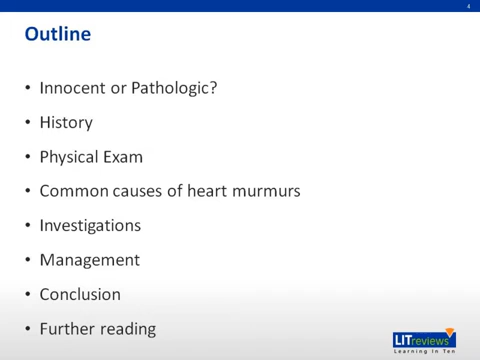 4
Outline
• Innocent or Pathologic?
• History
• Physical Exam
• Common causes of heart murmurs
• Investigations
• Management
• Conclusion
• Further reading
LITreviews
Learning In Ten